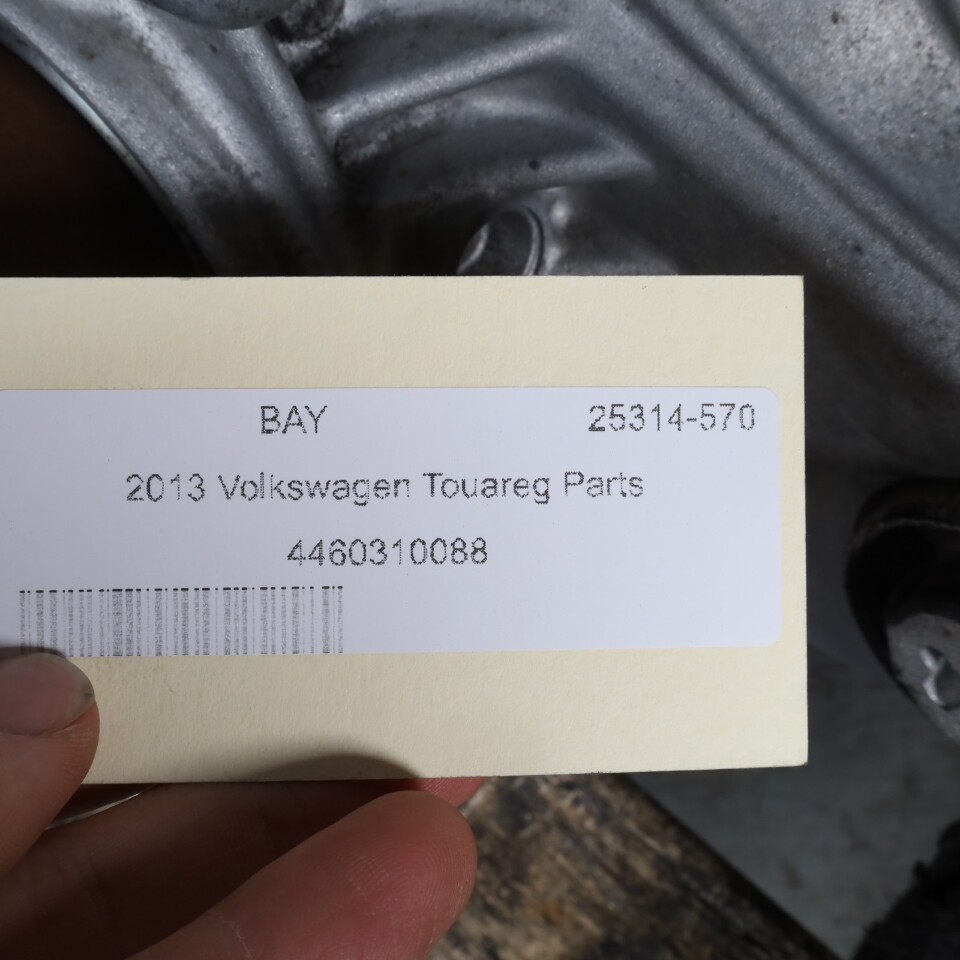 BAY 25314-570
2013 Volkswagen Touareg Parts
4460310088